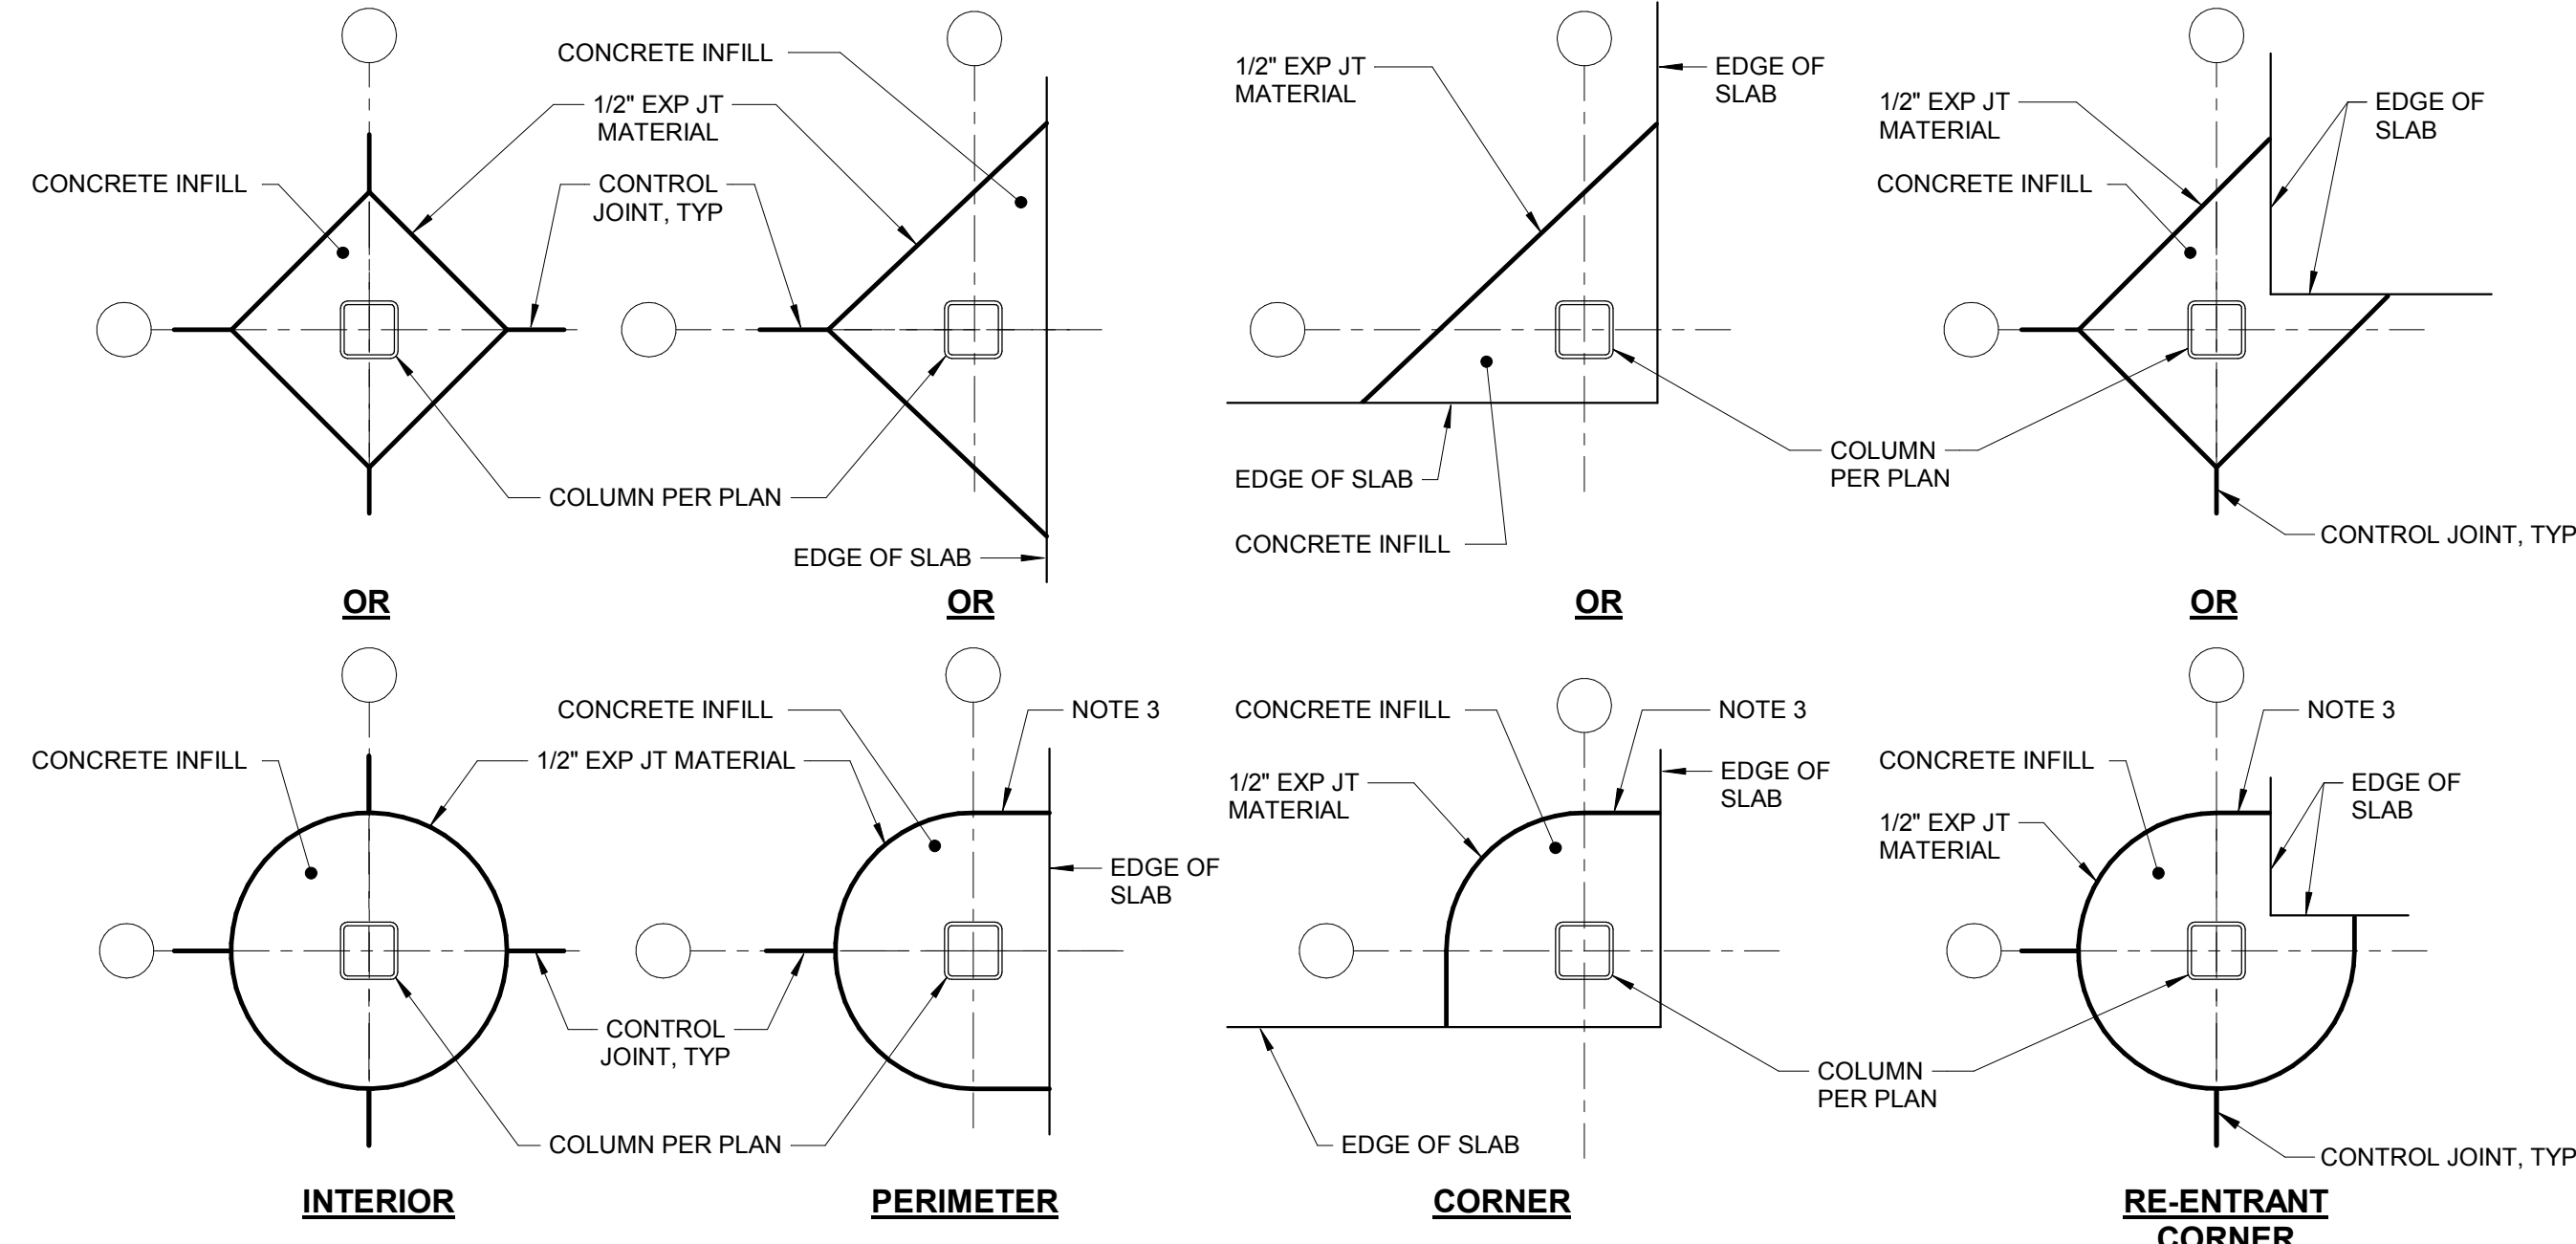 CONCRETE INFILL
1/2" EXP JT
MATERIAL
CONCRETE INFILL
CONTROL
JOINT, TYP
COLUMN PER PLAN
EDGE OF SLAB
OR
OR
1/2" EXP JT
MATERIAL
EDGE OF
SLAB
EDGE OF SLAB
CONCRETE INFILL
COLUMN
PER PLAN
OR
1/2" EXP JT
MATERIAL
CONCRETE INFILL
EDGE OF
SLAB
CONTROL JOINT, TYP
OR
CONCRETE INFILL
NOTE 3
CONCRETE INFILL
1/2" EXP JT MATERIAL
EDGE OF
SLAB
CONTROL
JOINT, TYP
COLUMN PER PLAN
INTERIOR
PERIMETER
CONCRETE INFILL
NOTE 3
1/2" EXP JT
MATERIAL
EDGE OF
SLAB
COLUMN
PER PLAN
EDGE OF SLAB
CORNER
NOTE 3
CONCRETE INFILL
EDGE OF
SLAB
1/2" EXP JT
MATERIAL
CONTROL JOINT, TYP
RE-ENTRANT
CORNER